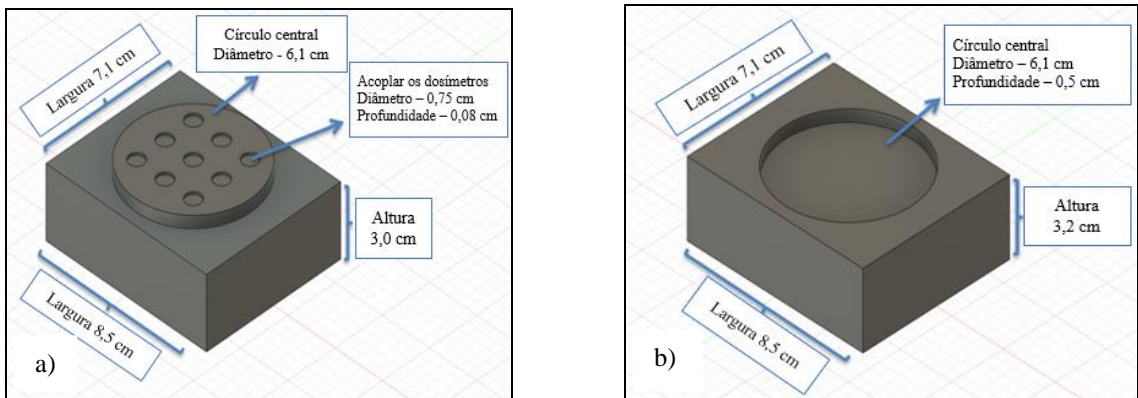 Largura 7,1 cm
Círculo central
Diâmetro - 6,1 cm
Acoplar os dosímetros
Diâmetro – 0,75 cm
Profundidade – 0,08 cm
Altura
3,0 cm
Largura 8,5 cm
a)
Largura 7,1 cm
Círculo central
Diâmetro – 6,1 cm
Profundidade – 0,5 cm
Altura
3,2 cm
Largura 8,5 cm
b)